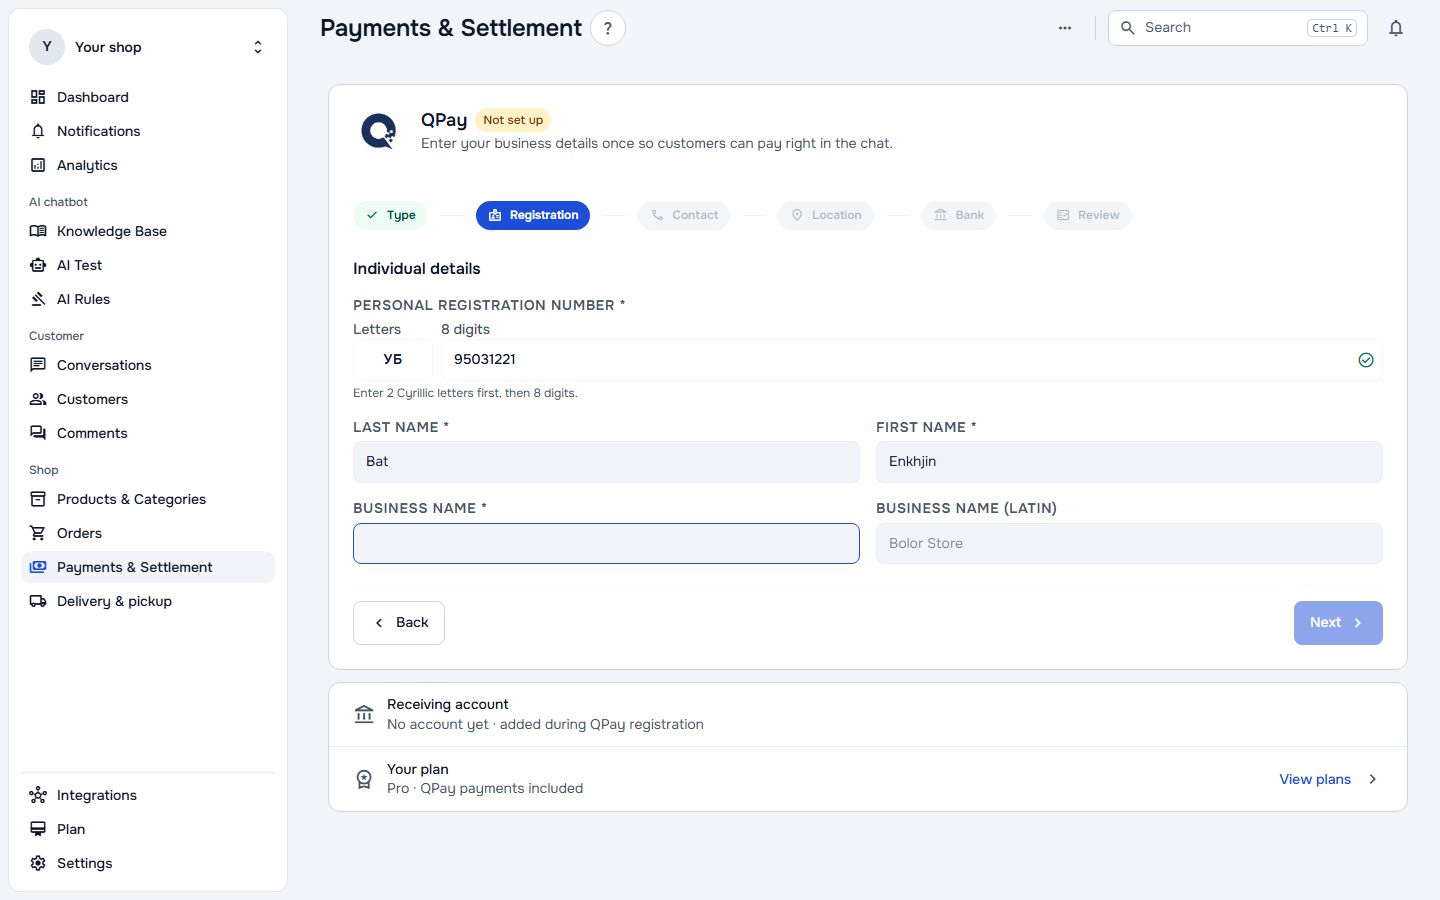 Y
Your shop
Dashboard
Notifications
Analytics
AI chatbot
Knowledge Base
AI Test
AI Rules
Customer
Conversations
Customers
Comments
Shop
Products & Categories
Orders
Payments & Settlement
Delivery & pickup
Integrations
Plan
Settings
Payments & Settlement ?
Search Ctrl K
QPay Not set up
Enter your business details once so customers can pay right in the chat.
Type Registration Contact Location Bank Review
Individual details
PERSONAL REGISTRATION NUMBER *
Letters 8 digits
УБ 95031221
Enter 2 Cyrillic letters first, then 8 digits.
LAST NAME * FIRST NAME *
Bat Enkhjin
BUSINESS NAME * BUSINESS NAME (LATIN)
Bolor Store
Back Next
Receiving account
No account yet · added during QPay registration
Your plan
Pro · QPay payments included
View plans